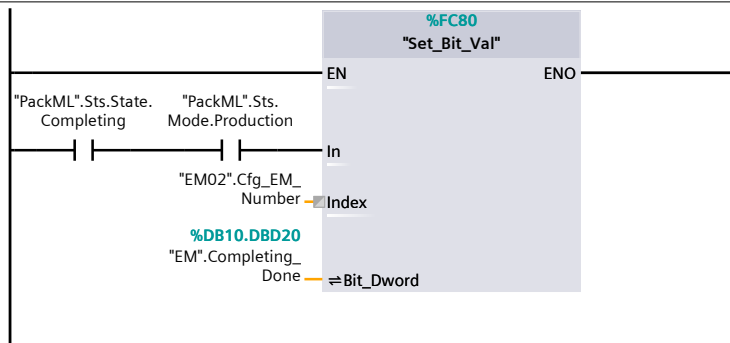 %FC80
"Set_Bit_Val"
EN ENO
"PackML".Sts.State. "PackML".Sts.
Completing Mode.Production
In
"EM02".Cfg_EM_
Number Index
%DB10.DBD20
"EM".Completing_
Done ⇌Bit_Dword